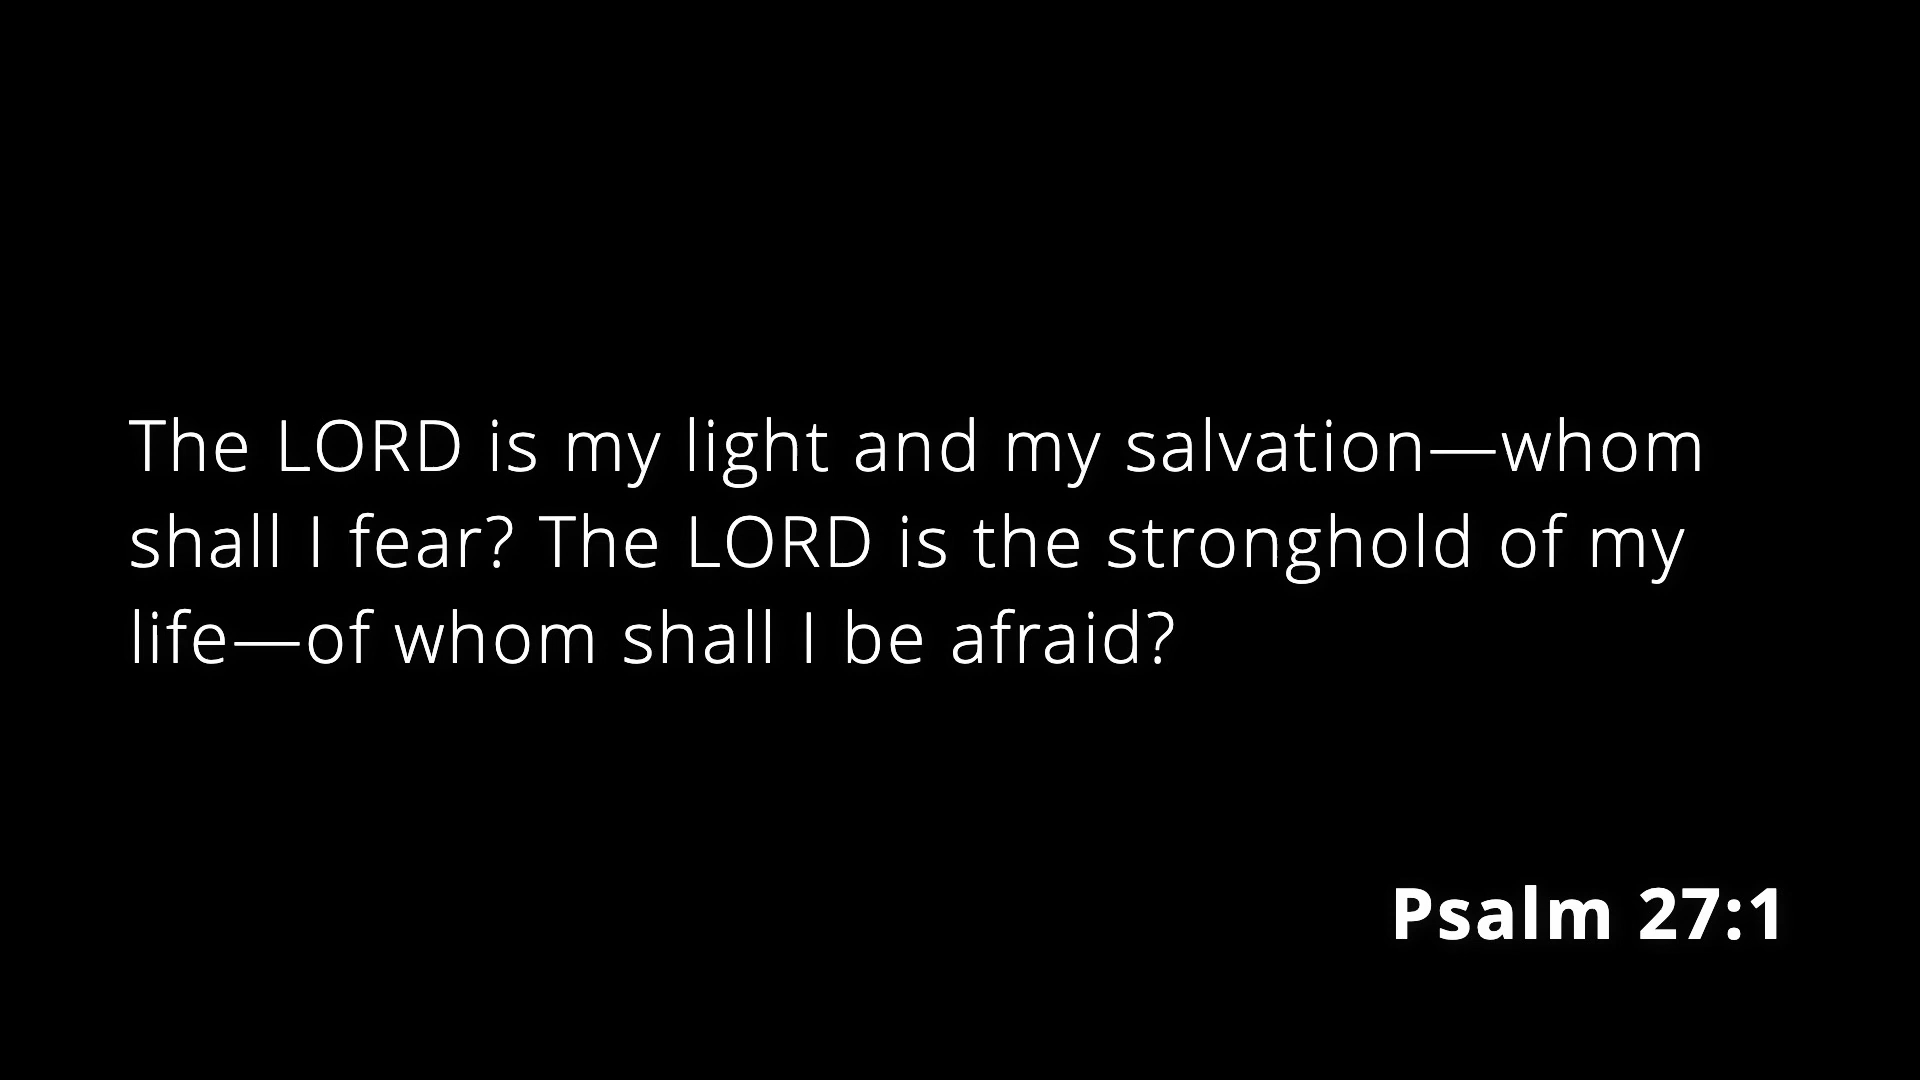 The LORD is my light and my salvation—whom
shall I fear? The LORD is the stronghold of my
life—of whom shall I be afraid?
Psalm 27:1